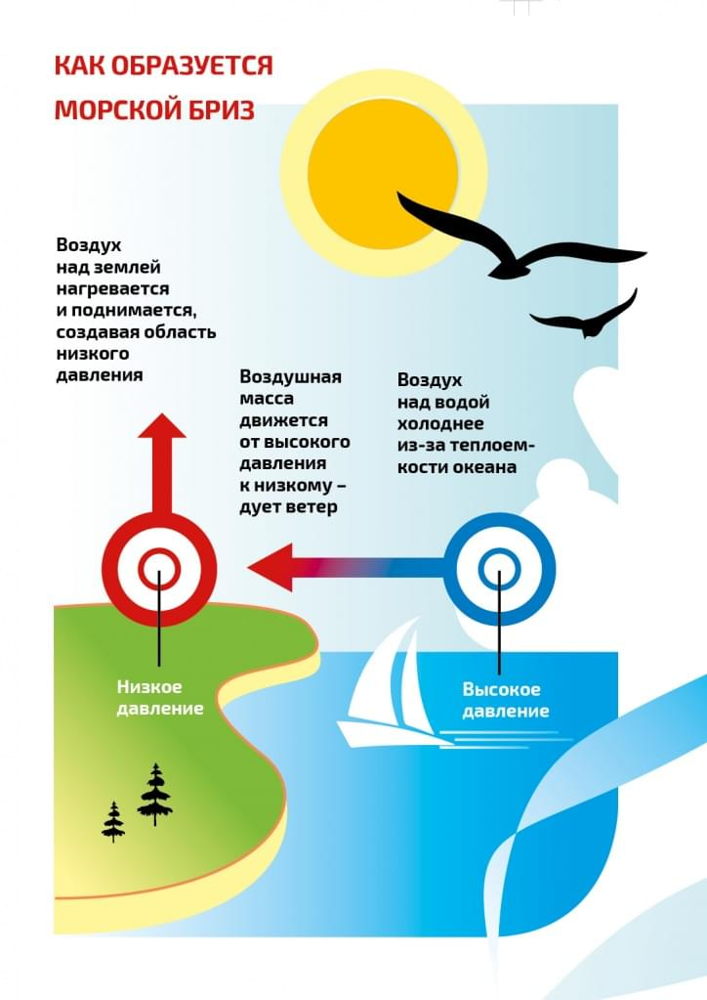 КАК ОБРАЗУЕТСЯ
МОРСКОЙ БРИЗ
Воздух
над землей
нагревается
и поднимается,
создавая область
низкого
давления
Воздушная
масса
движется
от высокого
давления
к низкому –
дует ветер
Воздух
над водой
холоднее
из-за теплоем-
кости океана
Низкое
давление
Высокое
давление